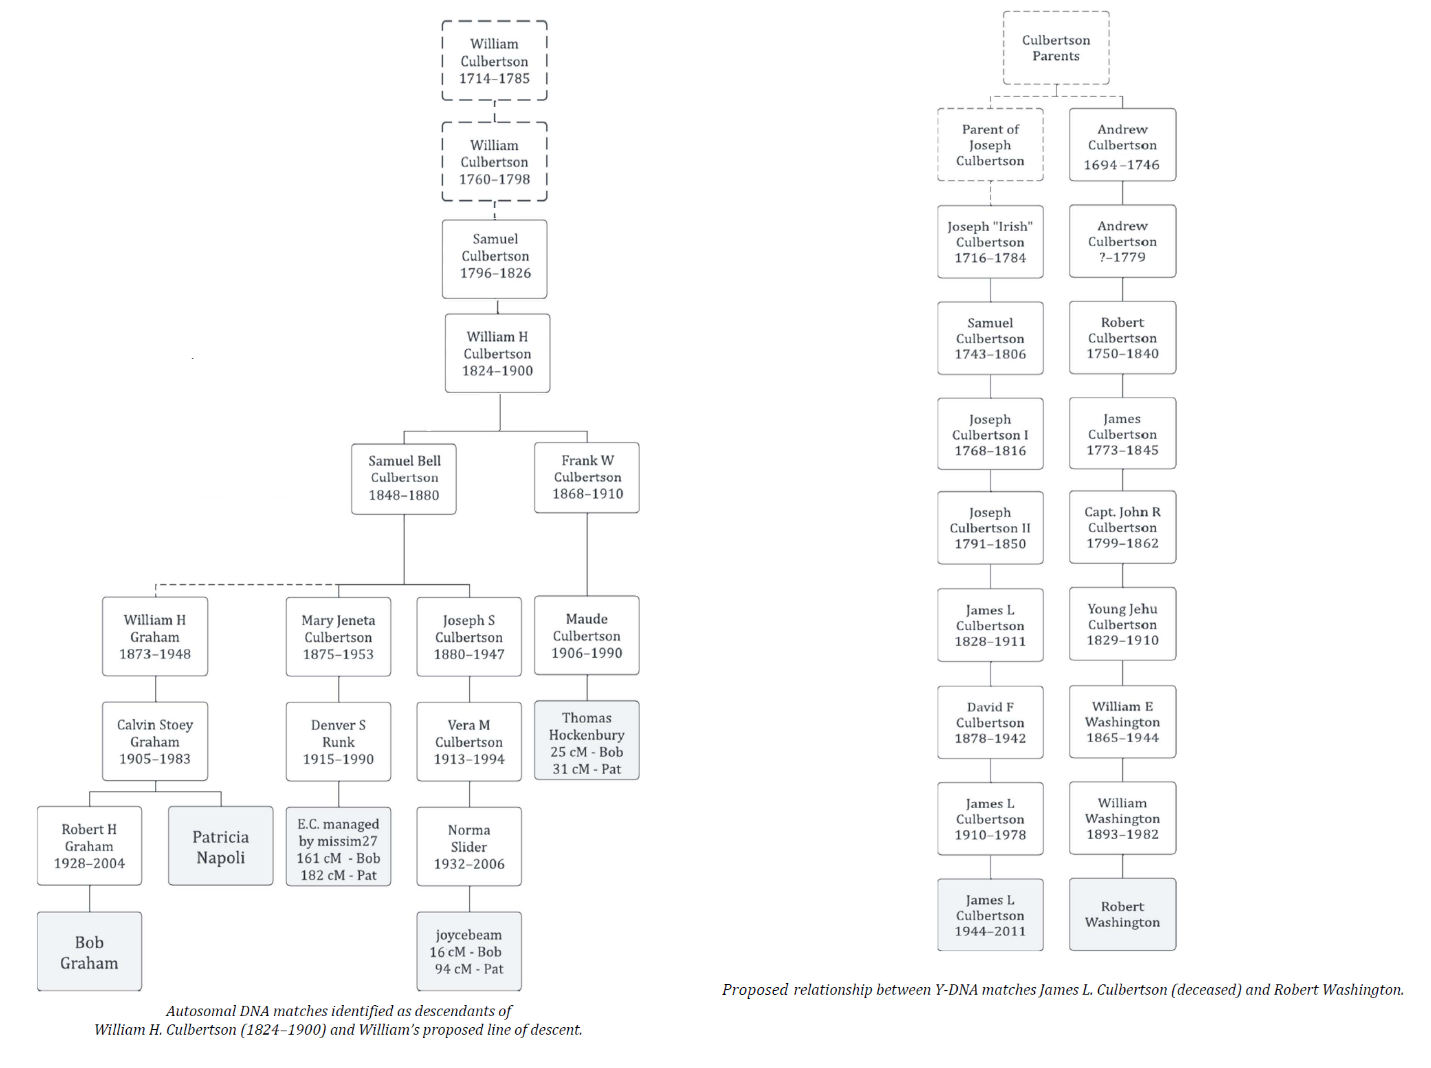 William
Culbertson
1714–1785
William
Culbertson
1760–1798
Samuel
Culbertson
1796–1826
William H
Culbertson
1824–1900
Samuel Bell
Culbertson
1848–1880
Frank W
Culbertson
1868–1910
William H
Graham
1873–1948
Mary Jeneta
Culbertson
1875–1953
Joseph S
Culbertson
1880–1947
Maude
Culbertson
1906–1990
Calvin Stoey
Graham
1905–1983
Denver S
Runk
1915–1990
Vera M
Culbertson
1913–1994
Thomas
Hockenbury
25 cM - Bob
31 cM - Pat
Robert H
Graham
1928–2004
Patricia
Napoli
E.C. managed
by missim27
161 cM - Bob
182 cM - Pat
Norma
Slider
1932–2006
Bob
Graham
joycebeam
16 cM - Bob
94 cM - Pat
Autosomal DNA matches identified as descendants of
William H. Culbertson (1824–1900) and William's proposed line of descent.
Culbertson
Parents
Parent of
Joseph
Culbertson
Andrew
Culbertson
1694–1746
Joseph "Irish"
Culbertson
1716–1784
Andrew
Culbertson
?–1779
Samuel
Culbertson
1743–1806
Robert
Culbertson
1750–1840
Joseph
Culbertson I
1768–1816
James
Culbertson
1773–1845
Joseph
Culbertson II
1791–1850
Capt. John R
Culbertson
1799–1862
James L
Culbertson
1828–1911
Young Jehu
Culbertson
1829–1910
David F
Culbertson
1878–1942
William E
Washington
1865–1944
James L
Culbertson
1910–1978
William
Washington
1893–1982
James L
Culbertson
1944–2011
Robert
Washington
Proposed relationship between Y-DNA matches James L. Culbertson (deceased) and Robert Washington.